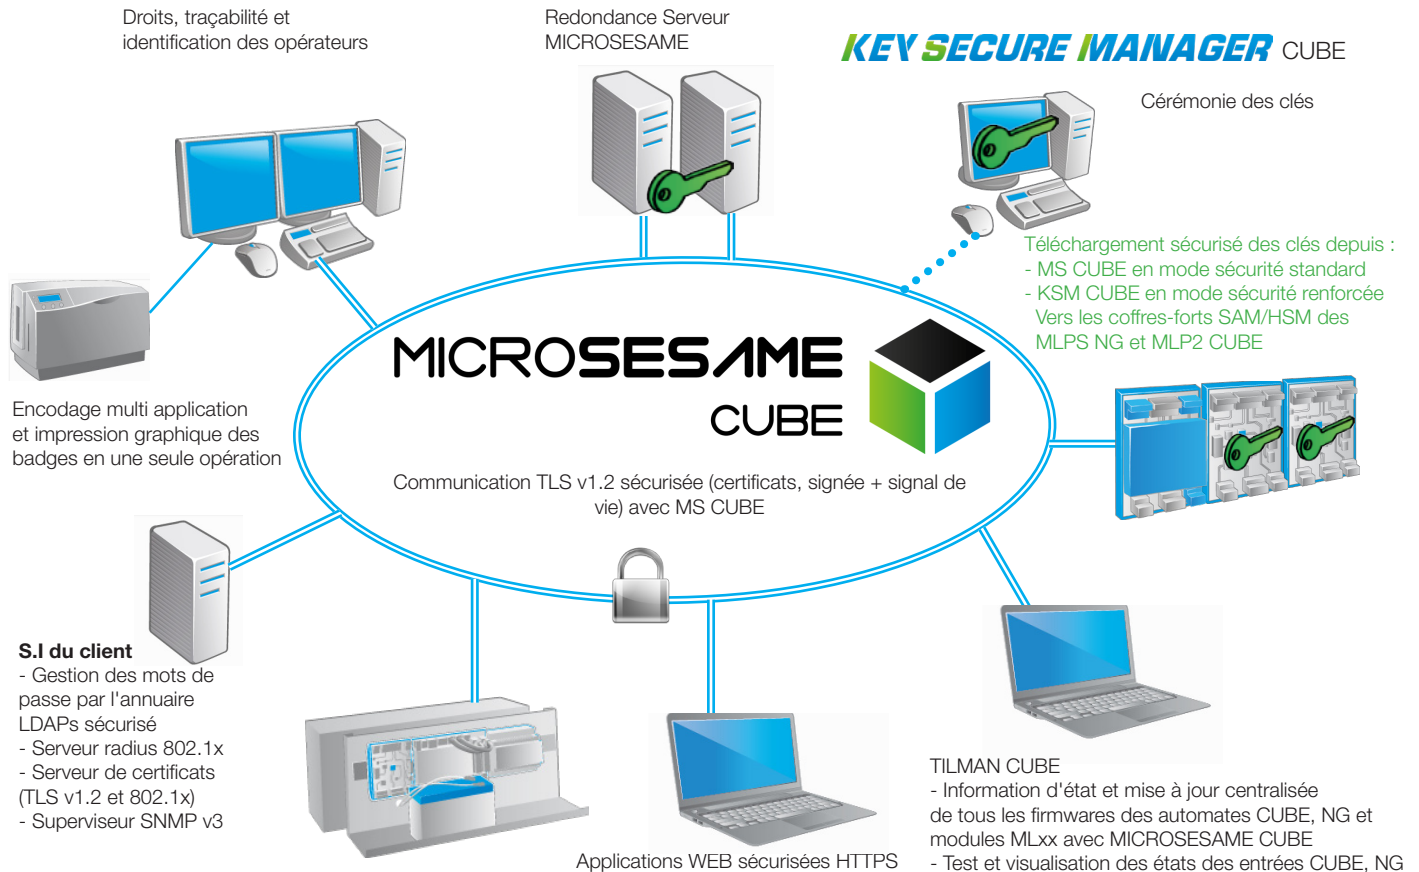 Droits, traçabilité et
identification des opérateurs
Redondance Serveur
MICROSESAME
KEY SECURE MANAGER CUBE
Cérémonie des clés
Téléchargement sécurisé des clés depuis :
- MS CUBE en mode sécurité standard
- KSM CUBE en mode sécurité renforcée
Vers les coffres-forts SAM/HSM des
MLPS NG et MLP2 CUBE
MICROSESAME
CUBE
Communication TLS v1.2 sécurisée (certificats, signée + signal de
vie) avec MS CUBE
Encodage multi application
et impression graphique des
badges en une seule opération
S.I du client
- Gestion des mots de
passe par l'annuaire
LDAPs sécurisé
- Serveur radius 802.1x
- Serveur de certificats
(TLS v1.2 et 802.1x)
- Superviseur SNMP v3
Applications WEB sécurisées HTTPS
TILMAN CUBE
- Information d'état et mise à jour centralisée
de tous les firmwares des automates CUBE, NG et
modules MLxx avec MICROSESAME CUBE
- Test et visualisation des états des entrées CUBE, NG